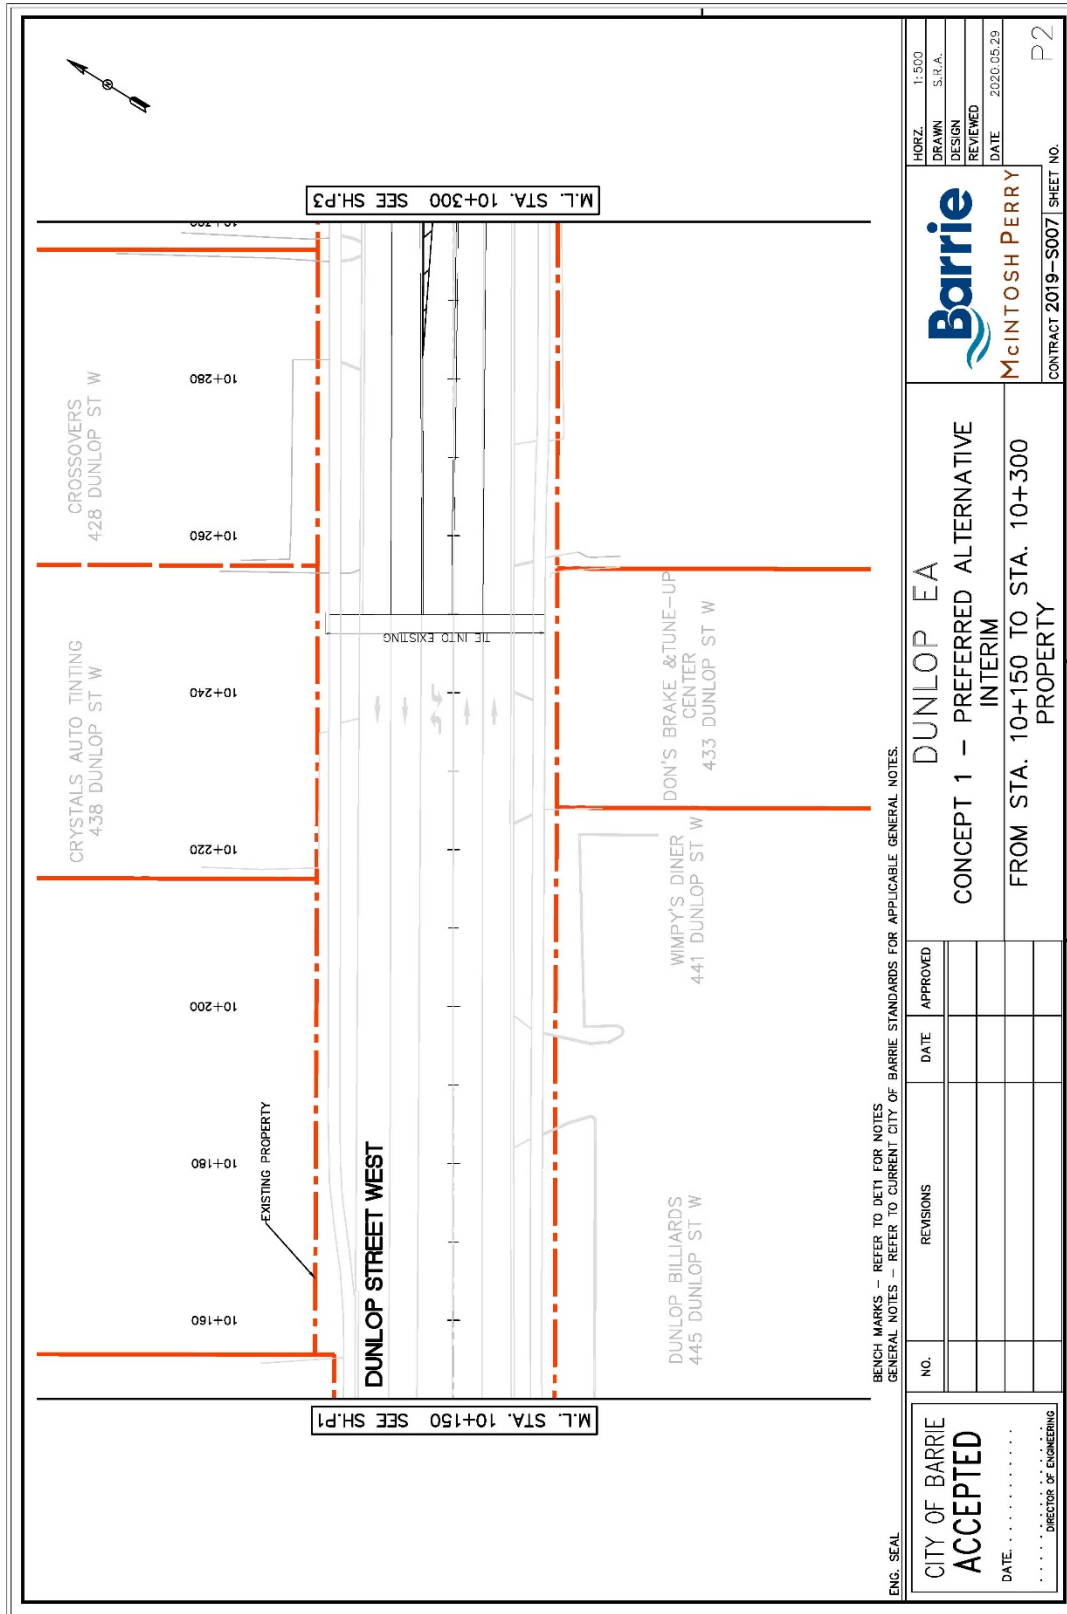 M.L. STA. 10+300 SEE SH.P3
CROSSOVERS
428 DUNLOP ST W
CRYSTALS AUTO TINTING
438 DUNLOP ST W
10+300
10+280
10+260
10+240
10+220
10+200
10+180
10+160
EXISTING PROPERTY
TIE INTO EXISTING
DUNLOP STREET WEST
DON'S BRAKE &TUNE-UP
CENTER
433 DUNLOP ST W
WIMPY'S DINER
441 DUNLOP ST W
DUNLOP BILLIARDS
445 DUNLOP ST W
M.L. STA. 10+150 SEE SH.P1
BENCH MARKS – REFER TO DET1 FOR NOTES
GENERAL NOTES – REFER TO CURRENT CITY OF BARRIE STANDARDS FOR APPLICABLE GENERAL NOTES.
ENG. SEAL
CITY OF BARRIE
ACCEPTED
DATE. . . . . . . . . . . .
. . . . . . . . . . . . . . . .
DIRECTOR OF ENGINEERING
NO.
REVISIONS
DATE
APPROVED
DUNLOP EA
CONCEPT 1 – PREFERRED ALTERNATIVE
INTERIM
FROM STA. 10+150 TO STA. 10+300
PROPERTY
Barrie
McINTOSH PERRY
CONTRACT 2019–S007
HORZ. 1:500
DRAWN S.R.A.
DESIGN
REVIEWED
DATE 2020.05.29
SHEET NO.
P2